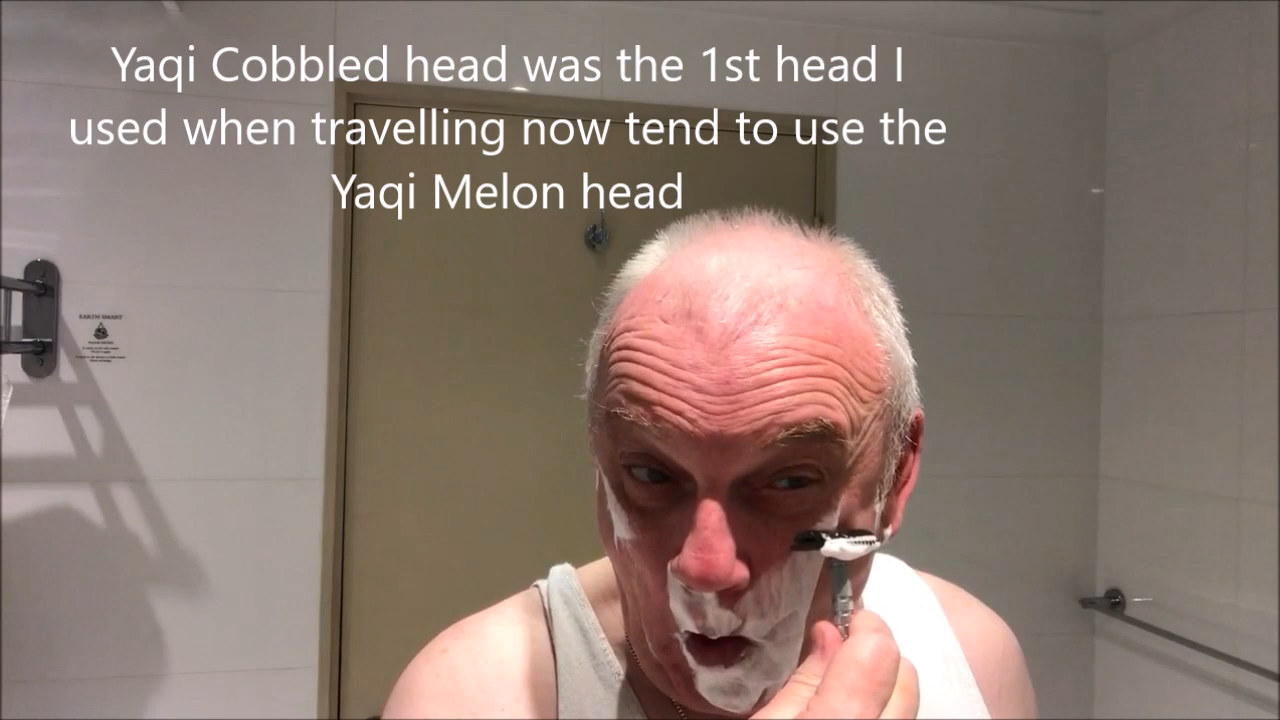 Yaqi Cobbled head was the 1st head I
used when travelling now tend to use the
Yaqi Melon head
EARTH SMART